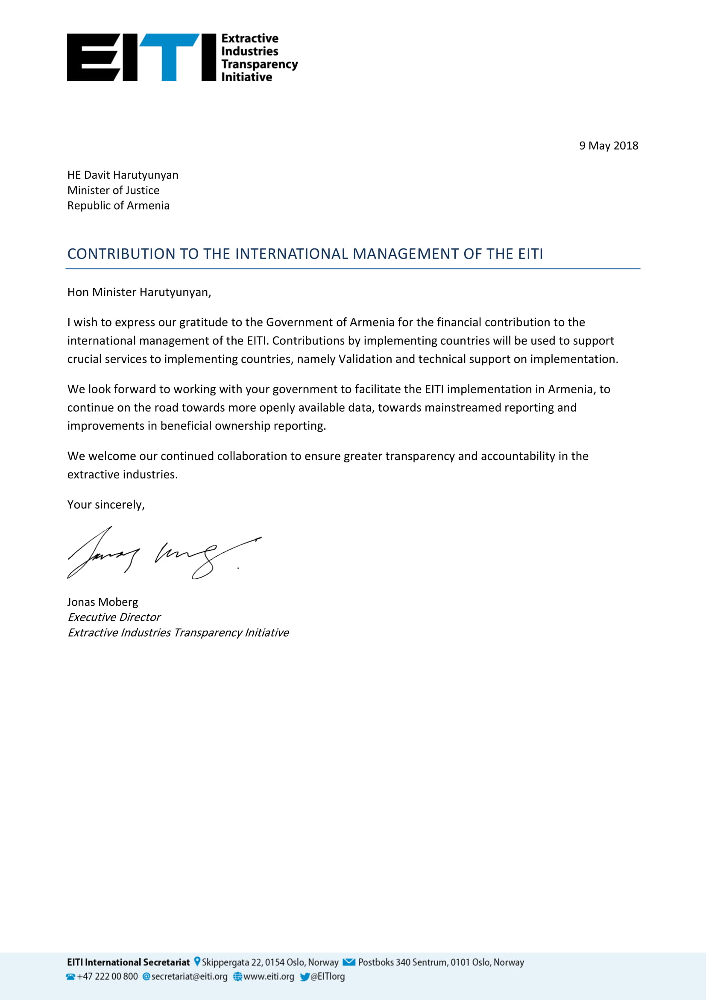 EITI
Extractive
Industries
Transparency
Initiative
9 May 2018
HE Davit Harutyunyan
Minister of Justice
Republic of Armenia
CONTRIBUTION TO THE INTERNATIONAL MANAGEMENT OF THE EITI
Hon Minister Harutyunyan,
I wish to express our gratitude to the Government of Armenia for the financial contribution to the
international management of the EITI. Contributions by implementing countries will be used to support
crucial services to implementing countries, namely Validation and technical support on implementation.
We look forward to working with your government to facilitate the EITI implementation in Armenia, to
continue on the road towards more openly available data, towards mainstreamed reporting and
improvements in beneficial ownership reporting.
We welcome our continued collaboration to ensure greater transparency and accountability in the
extractive industries.
Your sincerely,
Jonas Moberg
Executive Director
Extractive Industries Transparency Initiative
EITI International Secretariat Skippergata 22, 0154 Oslo, Norway Postboks 340 Sentrum, 0101 Oslo, Norway
+47 222 00 800 secretariat@eiti.org www.eiti.org @EITIorg